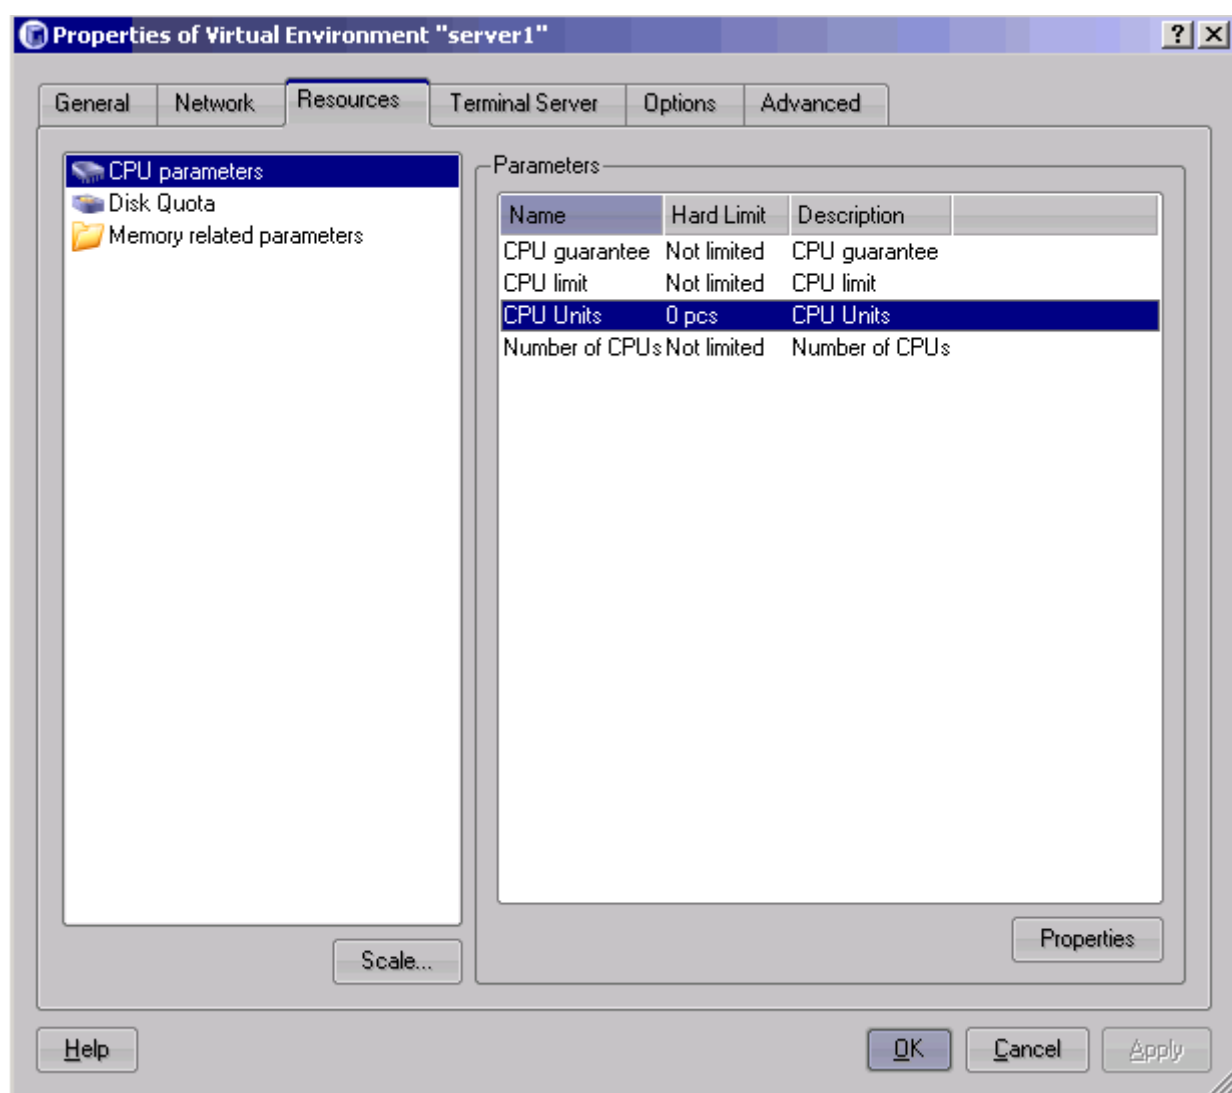 Properties of Virtual Environment "server1"
? X
General Network Resources Terminal Server Options Advanced
CPU parameters
Disk Quota
Memory related parameters
Scale...
Parameters
Name Hard Limit Description
CPU guarantee Not limited CPU guarantee
CPU limit Not limited CPU limit
CPU Units 0 pcs CPU Units
Number of CPUs Not limited Number of CPUs
Properties
Help OK Cancel Apply